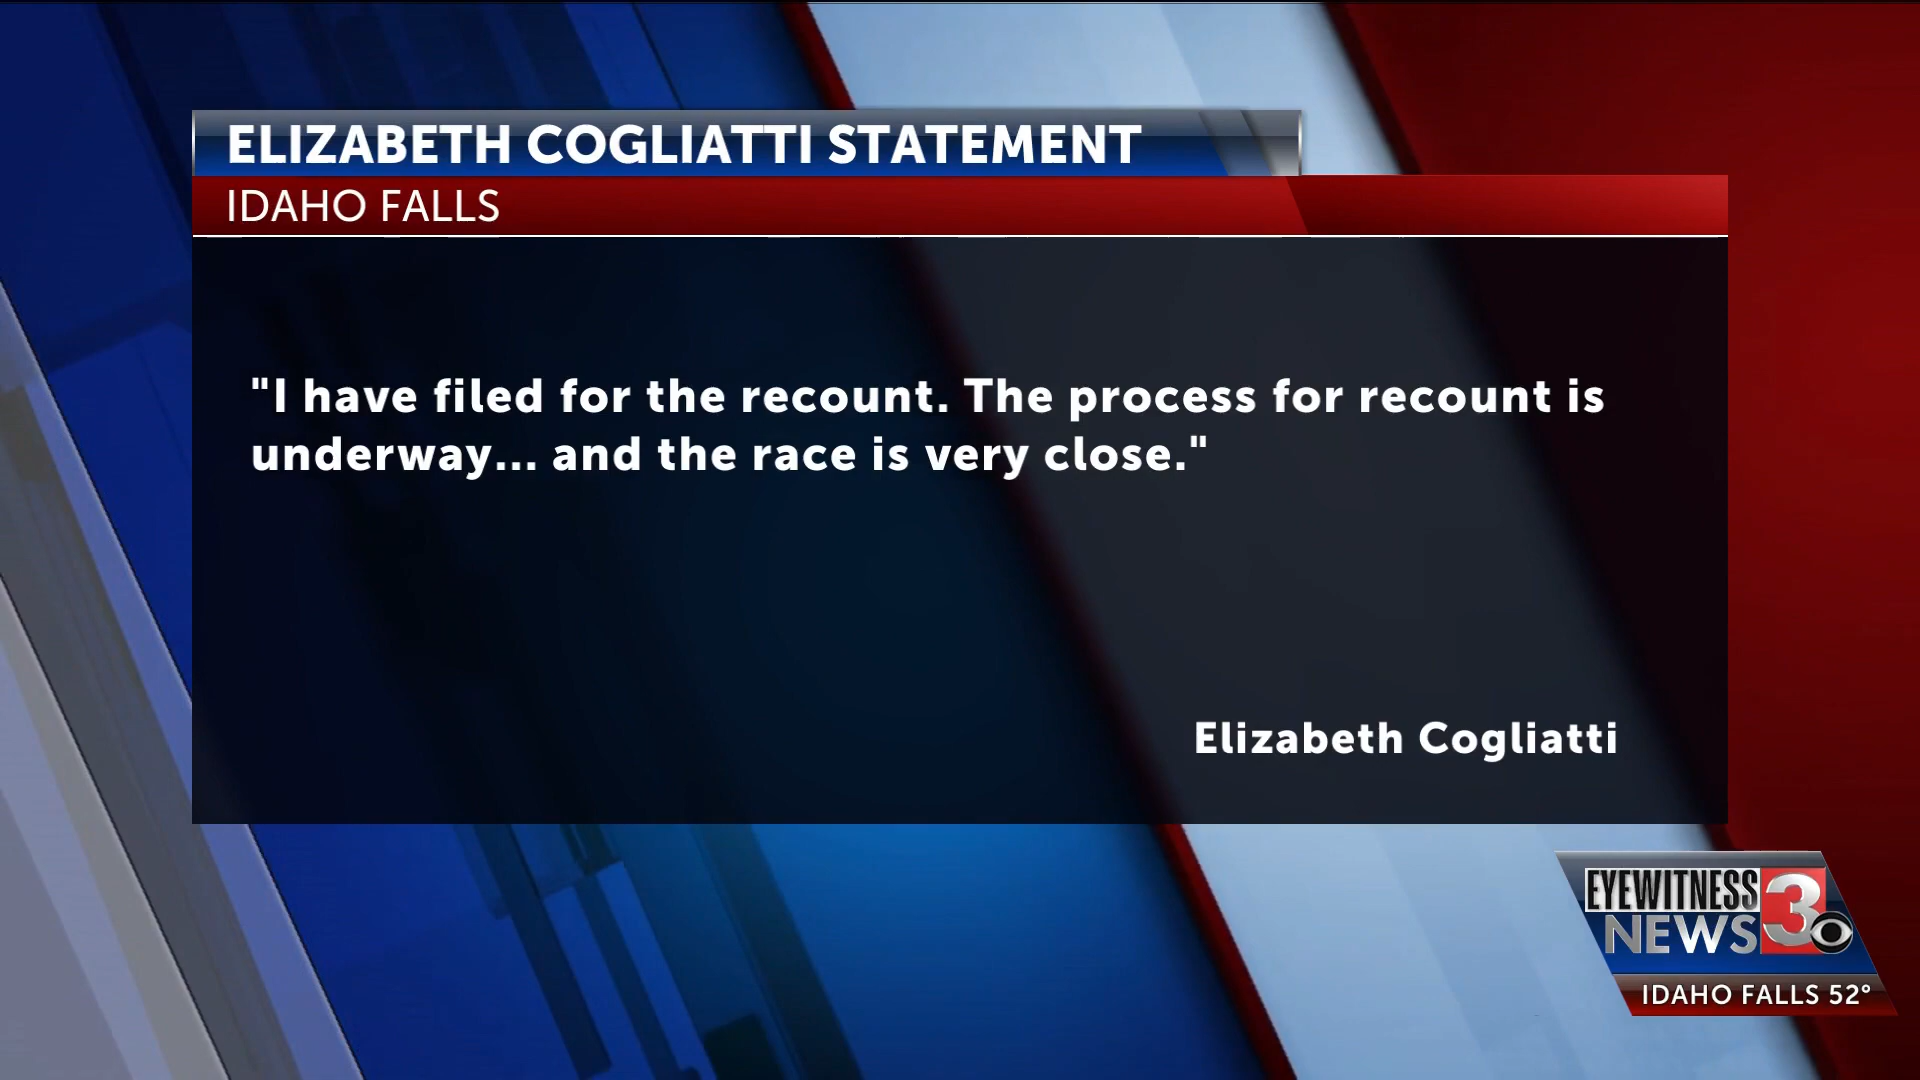 ELIZABETH COGLIATTI STATEMENT
IDAHO FALLS
"I have filed for the recount. The process for recount is
underway... and the race is very close."
Elizabeth Cogliatti
EYEWITNESS
NEWS 3
IDAHO FALLS 52°